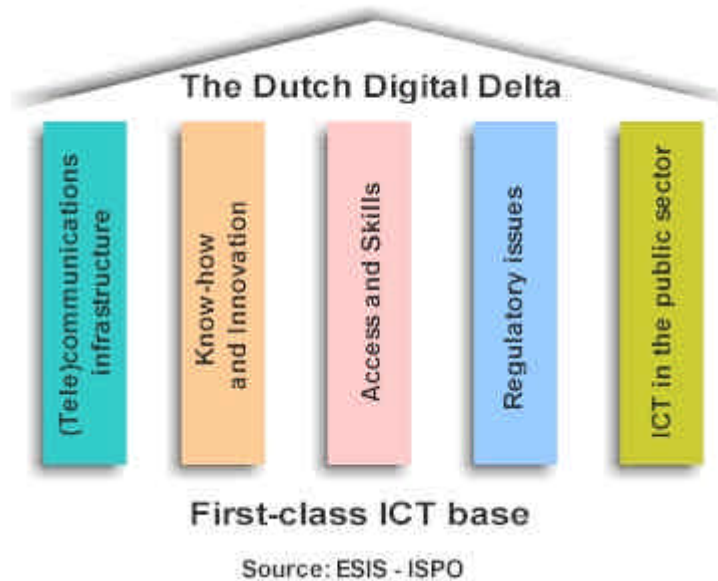 The Dutch Digital Delta
(Tele)communications
infrastructure
Know-how
and Innovation
Access and Skills
Regulatory issues
ICT in the public sector
First-class ICT base
Source: ESIS - ISPO